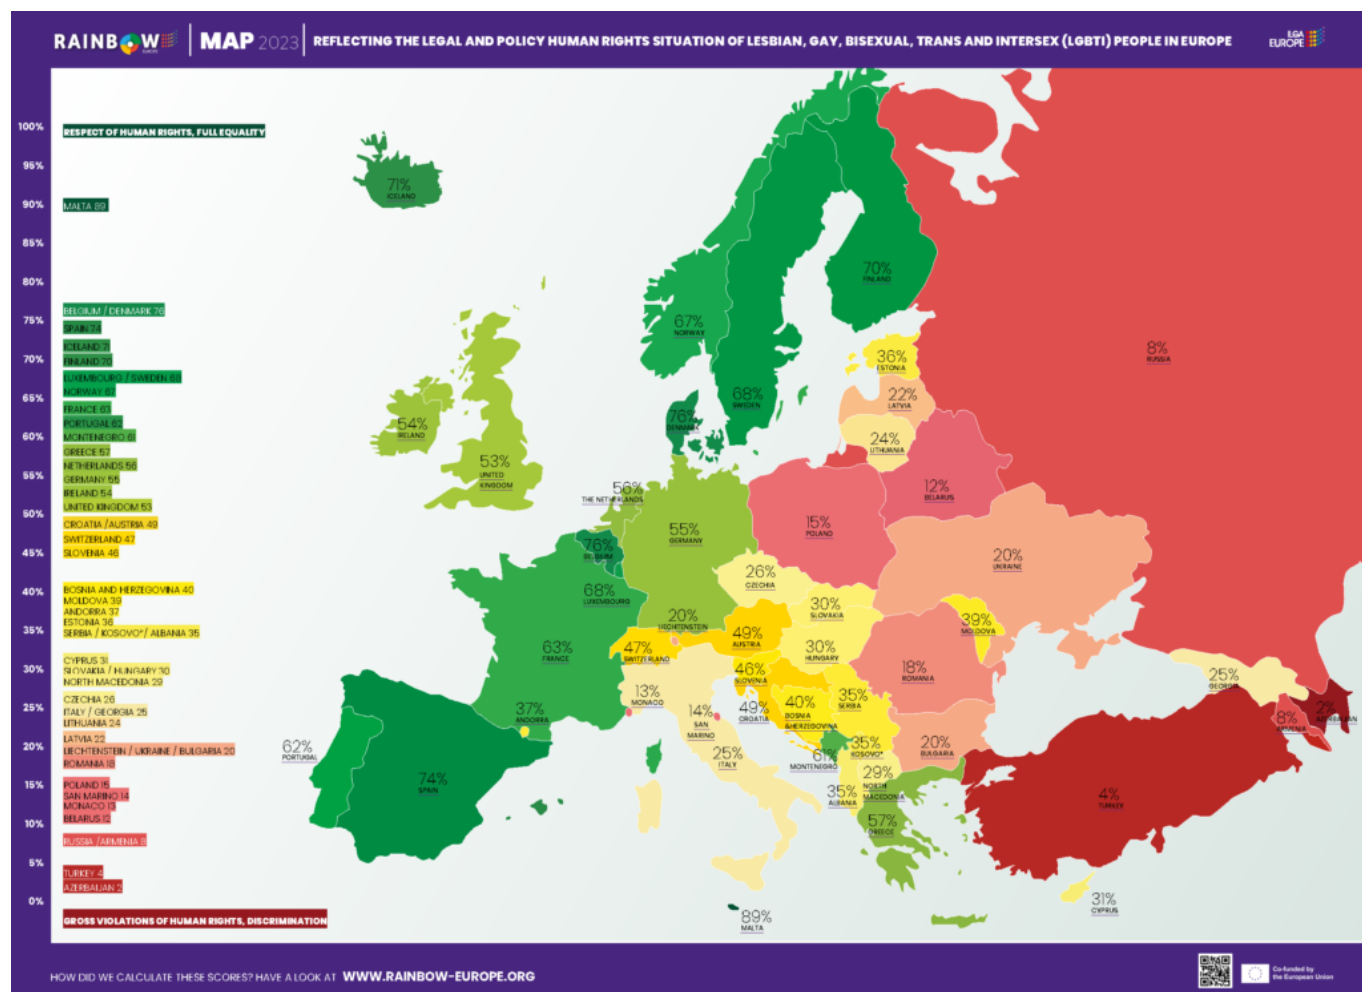 RAINBOW EUROPE MAP 2023 REFLECTING THE LEGAL AND POLICY HUMAN RIGHTS SITUATION OF LESBIAN, GAY, BISEXUAL, TRANS AND INTERSEX (LGBTI) PEOPLE IN EUROPE
ILGA
EUROPE
100%
RESPECT OF HUMAN RIGHTS, FULL EQUALITY
95%
90%
MALTA 89
85%
80%
BELGIUM / DENMARK 76
75%
SPAIN 74
ICELAND 71
70%
FINLAND 70
LUXEMBOURG / SWEDEN 68
NORWAY 67
65%
FRANCE 63
PORTUGAL 62
60%
MONTENEGRO 61
GREECE 57
NETHERLANDS 56
55%
GERMANY 55
IRELAND 54
50%
UNITED KINGDOM 53
CROATIA /AUSTRIA 49
SWITZERLAND 47
45%
SLOVENIA 46
40%
BOSNIA AND HERZEGOVINA 40
MOLDOVA 39
ANDORRA 37
ESTONIA 36
35%
SERBIA / KOSOVO*/ ALBANIA 35
CYPRUS 31
30%
SLOVAKIA / HUNGARY 30
NORTH MACEDONIA 29
CZECHIA 26
25%
ITALY / GEORGIA 25
LITHUANIA 24
LATVIA 22
20%
LIECHTENSTEIN / UKRAINE / BULGARIA 20
ROMANIA 18
15%
POLAND 15
SAN MARINO 14
MONACO 13
10%
BELARUS 12
RUSSIA /ARMENIA 8
5%
TURKEY 4
AZERBAIJAN 2
0%
GROSS VIOLATIONS OF HUMAN RIGHTS, DISCRIMINATION
71%
ICELAND
70%
FINLAND
67%
NORWAY
68%
SWEDEN
8%
RUSSIA
36%
ESTONIA
22%
LATVIA
24%
LITHUANIA
76%
DENMARK
54%
IRELAND
53%
UNITED
KINGDOM
56%
THE NETHERLANDS
55%
GERMANY
15%
POLAND
12%
BELARUS
20%
UKRAINE
76%
BELGIUM
68%
LUXEMBOURG
26%
CZECHIA
30%
SLOVAKIA
20%
LIECHTENSTEIN
49%
AUSTRIA
30%
HUNGARY
39%
MOLDOVA
63%
FRANCE
47%
SWITZERLAND
46%
SLOVENIA
18%
ROMANIA
13%
MONACO
14%
SAN
MARINO
49%
CROATIA
40%
BOSNIA
&HERZEGOVINA
35%
SERBIA
37%
ANDORRA
62%
PORTUGAL
74%
SPAIN
25%
ITALY
61%
MONTENEGRO
35%
KOSOVO*
20%
BULGARIA
35%
ALBANIA
29%
NORTH
MACEDONIA
57%
GREECE
4%
TURKEY
25%
GEORGIA
8%
ARMENIA
2%
AZERBAIJAN
31%
CYPRUS
89%
MALTA
HOW DID WE CALCULATE THESE SCORES? HAVE A LOOK AT WWW.RAINBOW-EUROPE.ORG
Co-funded by
the European Union